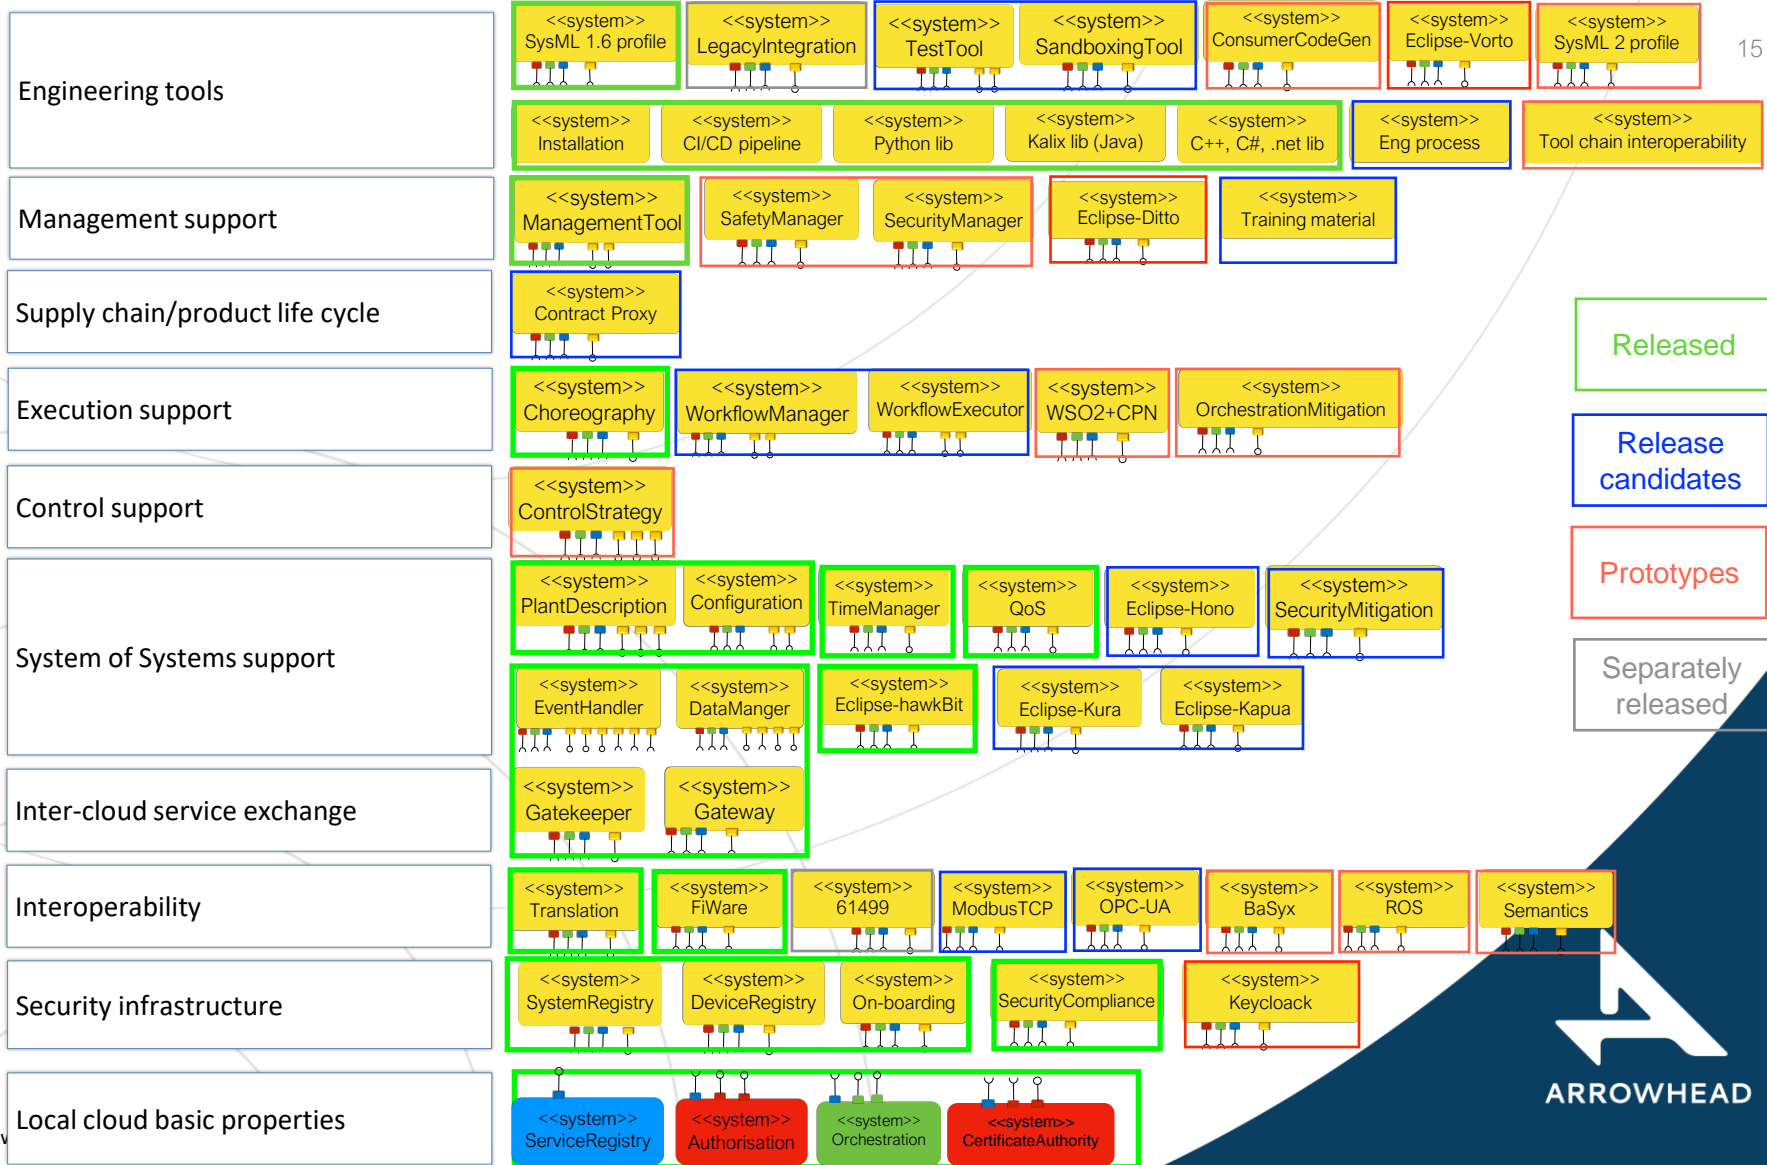 Engineering tools
<<system>>
SysML 1.6 profile
<<system>>
LegacyIntegration
<<system>>
TestTool
<<system>>
SandboxingTool
<<system>>
ConsumerCodeGen
<<system>>
Eclipse-Vorto
<<system>>
SysML 2 profile
15
<<system>>
Installation
<<system>>
CI/CD pipeline
<<system>>
Python lib
<<system>>
Kalix lib (Java)
<<system>>
C++, C#, .net lib
<<system>>
Eng process
<<system>>
Tool chain interoperability
Management support
<<system>>
ManagementTool
<<system>>
SafetyManager
<<system>>
SecurityManager
<<system>>
Eclipse-Ditto
<<system>>
Training material
Supply chain/product life cycle
<<system>>
Contract Proxy
Released
Execution support
<<system>>
Choreography
<<system>>
WorkflowManager
<<system>>
WorkflowExecutor
<<system>>
WSO2+CPN
<<system>>
OrchestrationMitigation
Release
candidates
Control support
<<system>>
ControlStrategy
Prototypes
System of Systems support
<<system>>
PlantDescription
<<system>>
Configuration
<<system>>
TimeManager
<<system>>
QoS
<<system>>
Eclipse-Hono
<<system>>
SecurityMitigation
<<system>>
EventHandler
<<system>>
DataManger
<<system>>
Eclipse-hawkBit
<<system>>
Eclipse-Kura
<<system>>
Eclipse-Kapua
Separately
released
Inter-cloud service exchange
<<system>>
Gatekeeper
<<system>>
Gateway
Interoperability
<<system>>
Translation
<<system>>
FiWare
<<system>>
61499
<<system>>
ModbusTCP
<<system>>
OPC-UA
<<system>>
BaSyx
<<system>>
ROS
<<system>>
Semantics
Security infrastructure
<<system>>
SystemRegistry
<<system>>
DeviceRegistry
<<system>>
On-boarding
<<system>>
SecurityCompliance
<<system>>
Keycloack
ARROWHEAD
Local cloud basic properties
<<system>>
ServiceRegistry
<<system>>
Authorisation
<<system>>
Orchestration
<<system>>
CertificateAuthority